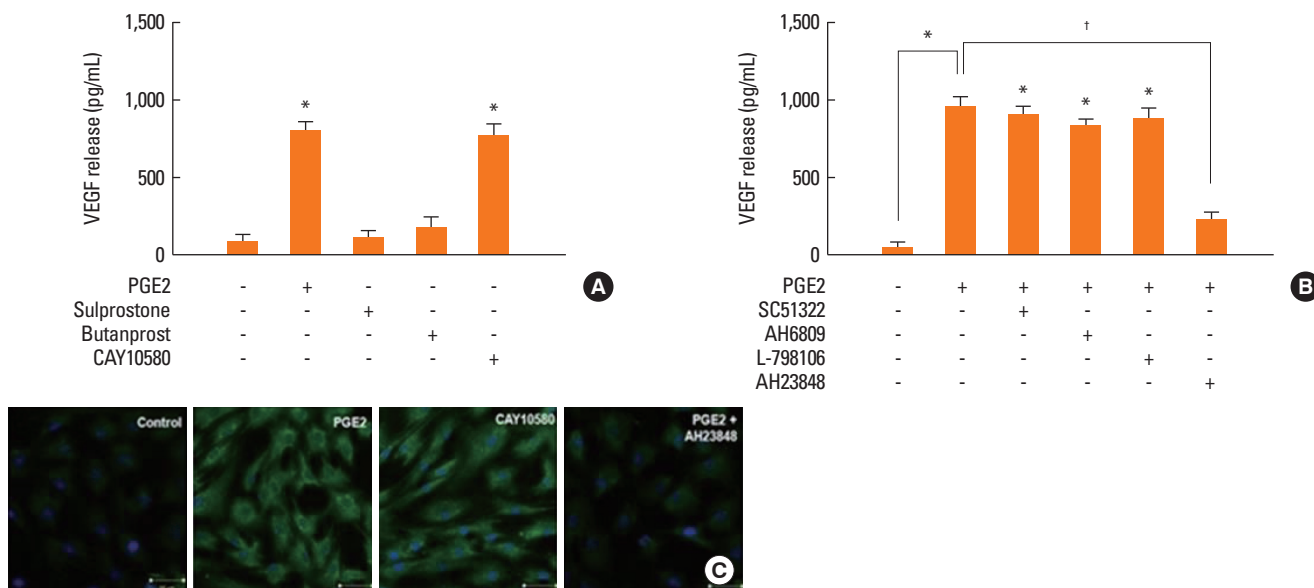 1,500
1,000
500
0
VEGF release (pg/mL)
*
*
PGE2 - + - - -
Sulprostone - - + - -
Butanprost - - - + -
CAY10580 - - - - +
A
1,500
1,000
500
0
VEGF release (pg/mL)
*
†
* * *
PGE2 - + + + + +
SC51322 - - + - - -
AH6809 - - - + - -
L-798106 - - - - + -
AH23848 - - - - - +
B
Control
PGE2
CAY10580
PGE2 +
AH23848
C